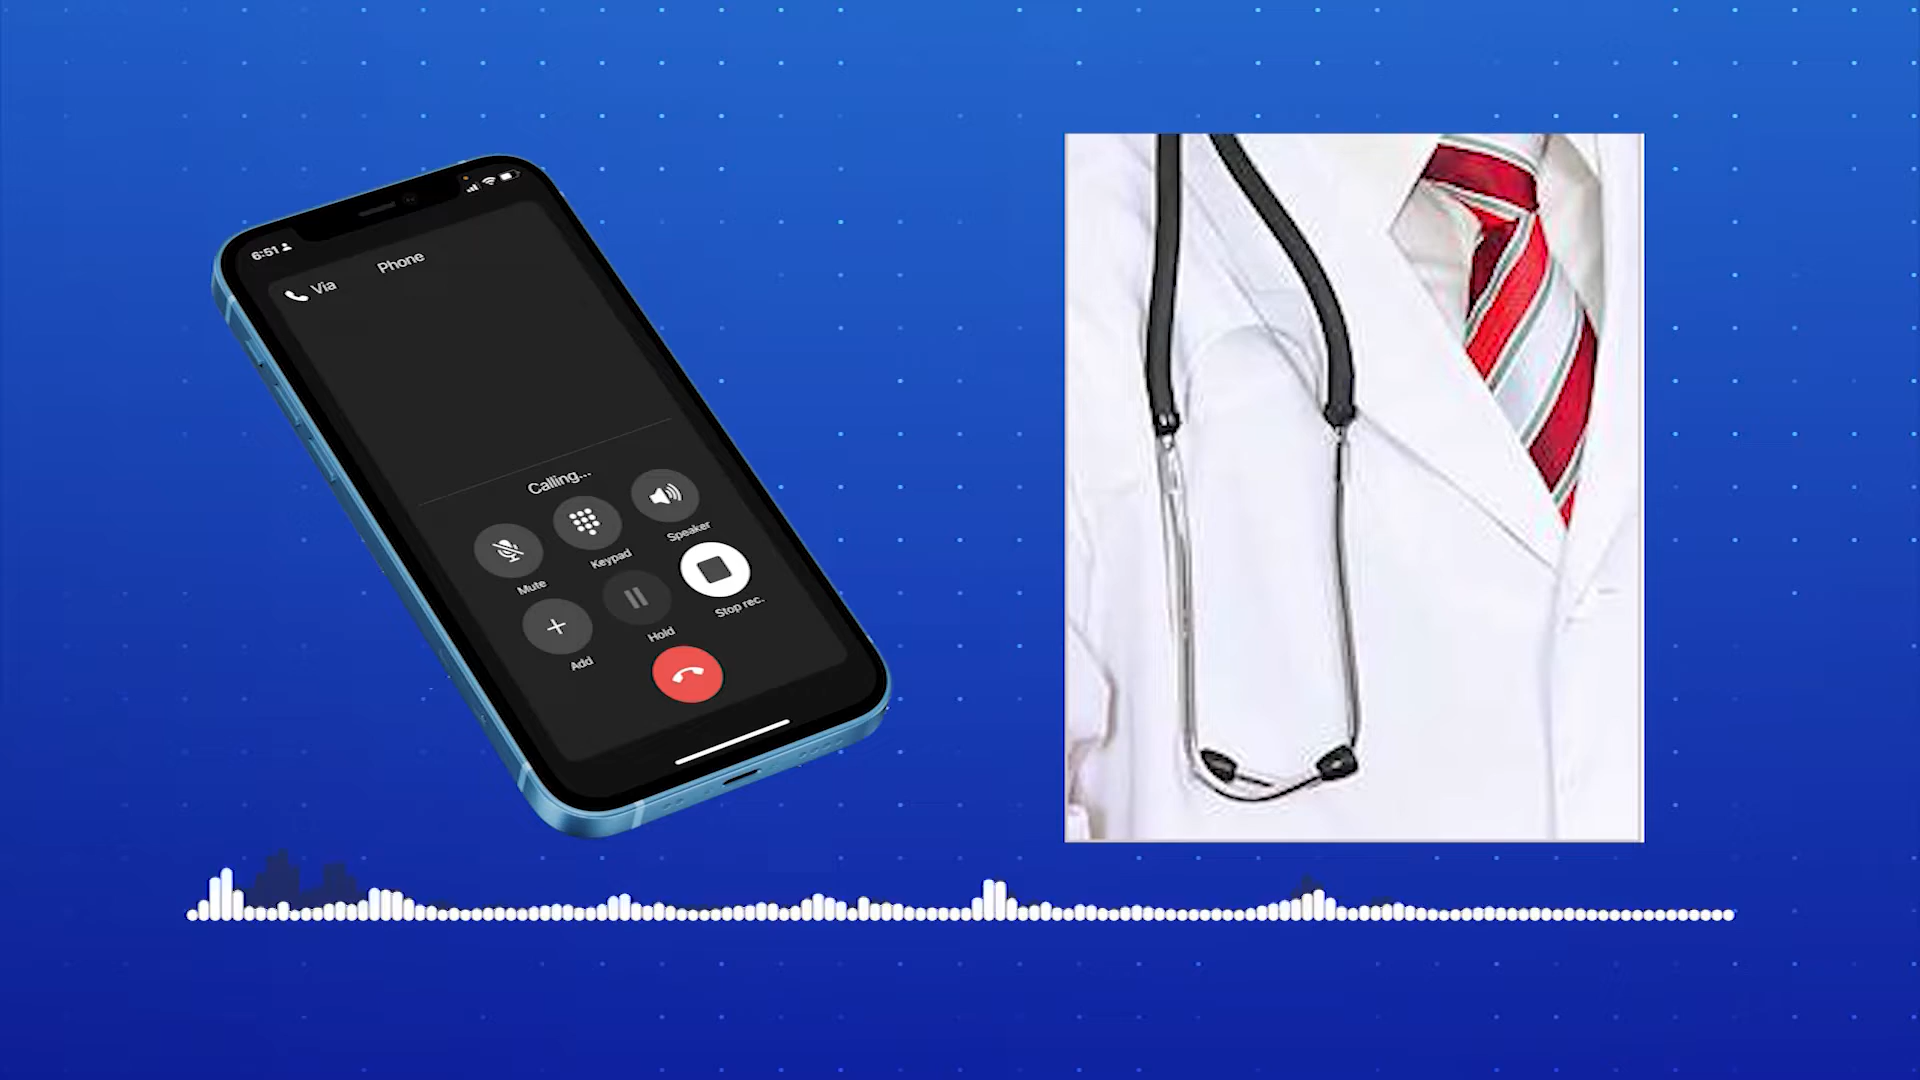 6:51
Via
Phone
Calling...
Mute
Keypad
Speaker
Add
Hold
Stop rec.